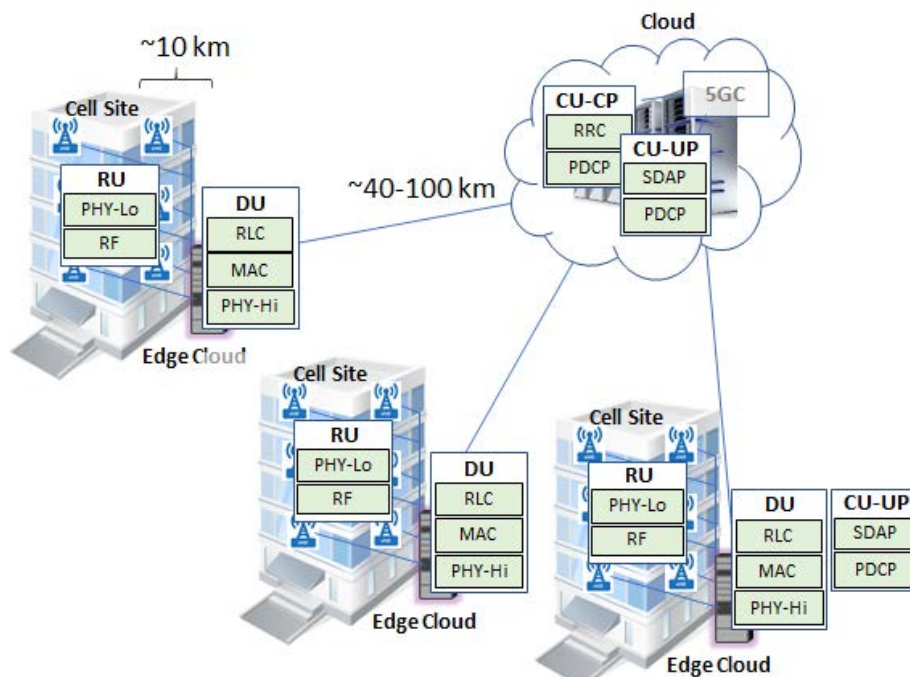 Cloud
~10 km
5GC
Cell Site
CU-CP
RRC
PDCP
CU-UP
SDAP
PDCP
~40-100 km
RU
PHY-Lo
RF
DU
RLC
MAC
PHY-Hi
Edge Cloud
Cell Site
RU
PHY-Lo
RF
DU
RLC
MAC
PHY-Hi
Edge Cloud
Cell Site
RU
PHY-Lo
RF
DU
RLC
MAC
PHY-Hi
CU-UP
SDAP
PDCP
Edge Cloud